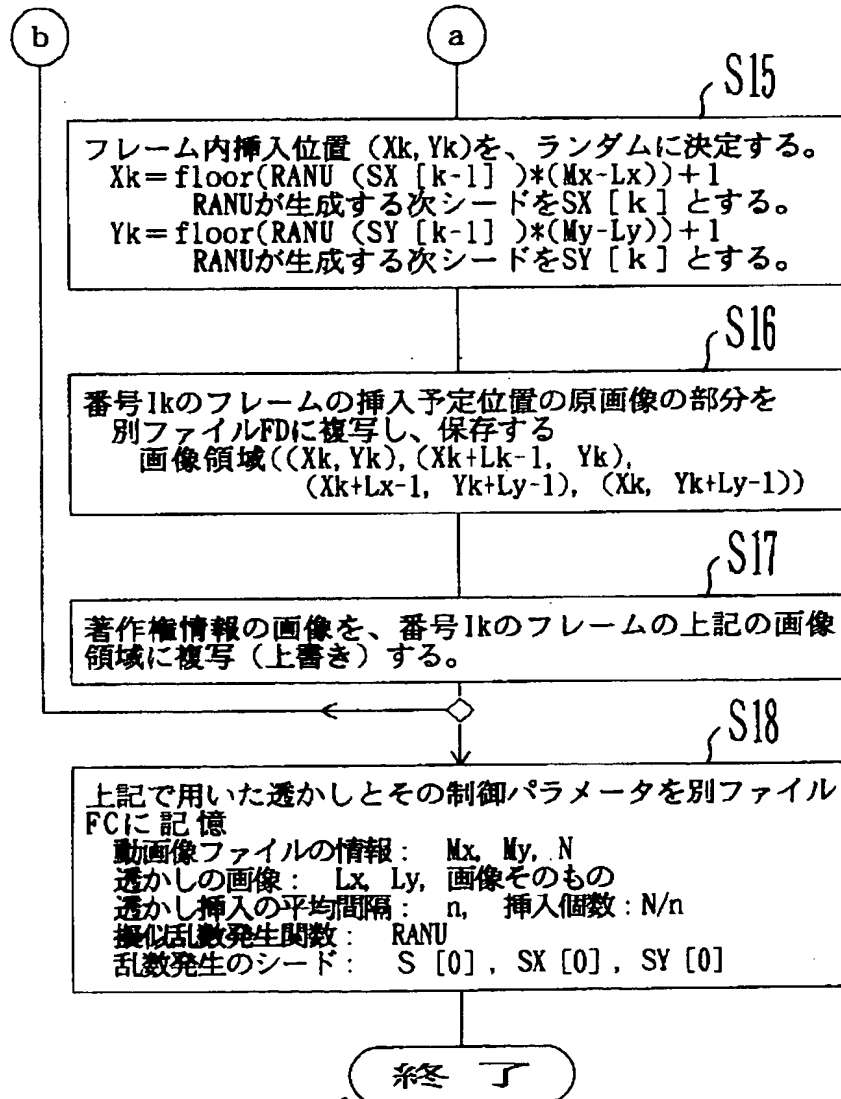 b
a
S15
フレーム内挿入位置 (Xk, Yk)を、ランダムに決定する。
Xk=floor(RANU (SX [k-1] )*(Mx-Lx))+1
RANUが生成する次シードをSX [k] とする。
Yk=floor(RANU (SY [k-1] )*(My-Ly))+1
RANUが生成する次シードをSY [k] とする。
S16
番号lkのフレームの挿入予定位置の原画像の部分を
別ファイルFDに複写し、保存する
画像領域((Xk, Yk), (Xk+Lk-1, Yk),
(Xk+Lx-1, Yk+Ly-1), (Xk, Yk+Ly-1))
S17
著作権情報の画像を、番号lkのフレームの上記の画像
領域に複写（上書き）する。
S18
上記で用いた透かしとその制御パラメータを別ファイル
FCに記憶
動画像ファイルの情報： Mx, My, N
透かしの画像： Lx, Ly, 画像そのもの
透かし挿入の平均間隔： n, 挿入個数：N/n
擬似乱数発生関数： RANU
乱数発生のシード： S [0] , SX [0] , SY [0]
終了